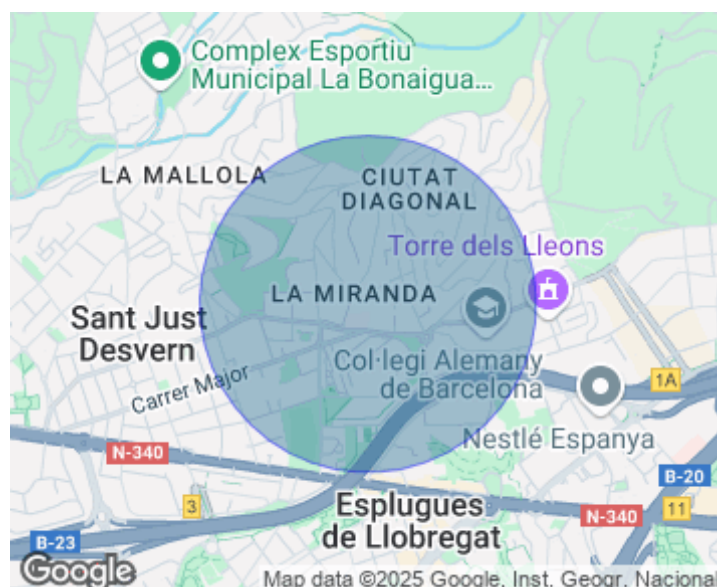 Complex Esportiu
Municipal La Bonaigua...
LA MALLOLA
CIUTAT
DIAGONAL
Torre dels Lleons
LA MIRANDA
Sant Just
Desvern
Col·legi Alemany
de Barcelona
1A
Carrer Major
Nestlé Espanya
N-340
B-20
3
Esplugues
de Llobregat
N-340
11
B-23
Google
Map data ©2025 Google, Inst. Geogr. Nacional